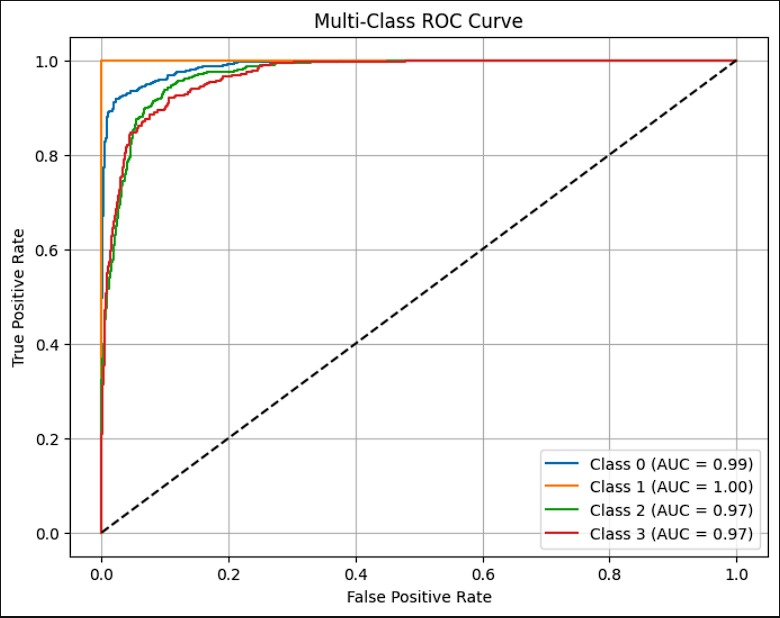 Multi-Class ROC Curve
True Positive Rate
1.0
0.8
0.6
0.4
0.2
0.0
Class 0 (AUC = 0.99)
Class 1 (AUC = 1.00)
Class 2 (AUC = 0.97)
Class 3 (AUC = 0.97)
0.0 0.2 0.4 0.6 0.8 1.0
False Positive Rate